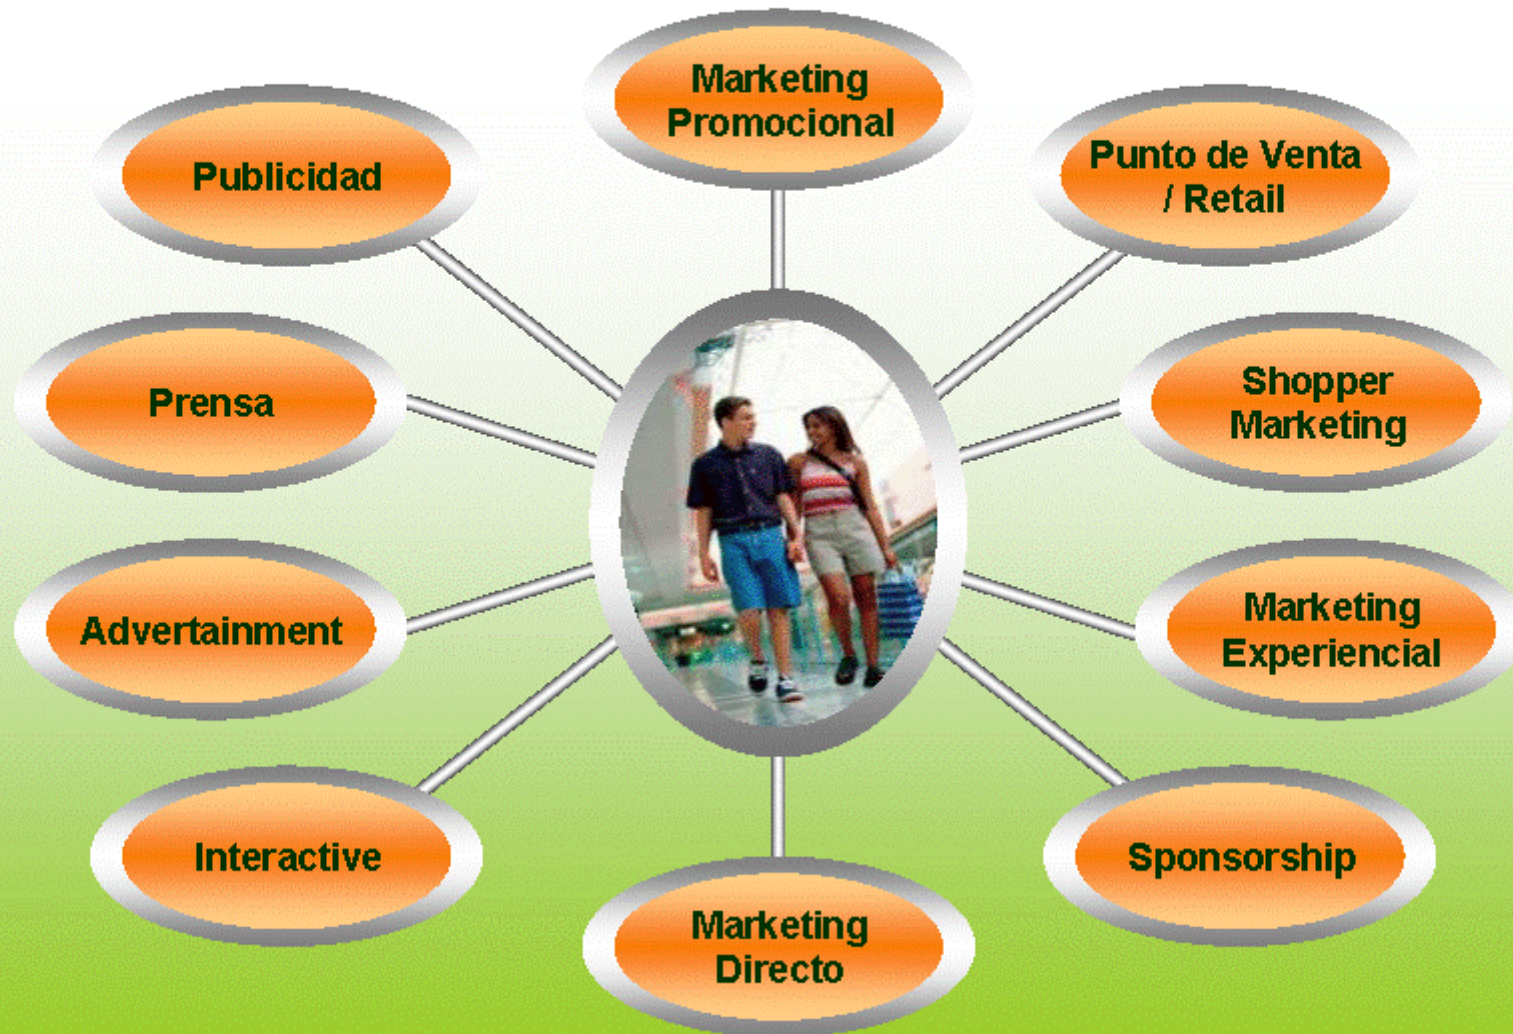 Marketing
Promocional
Publicidad
Punto de Venta
/ Retail
Prensa
Shopper
Marketing
Advertainment
Marketing
Experiencial
Interactive
Sponsorship
Marketing
Directo